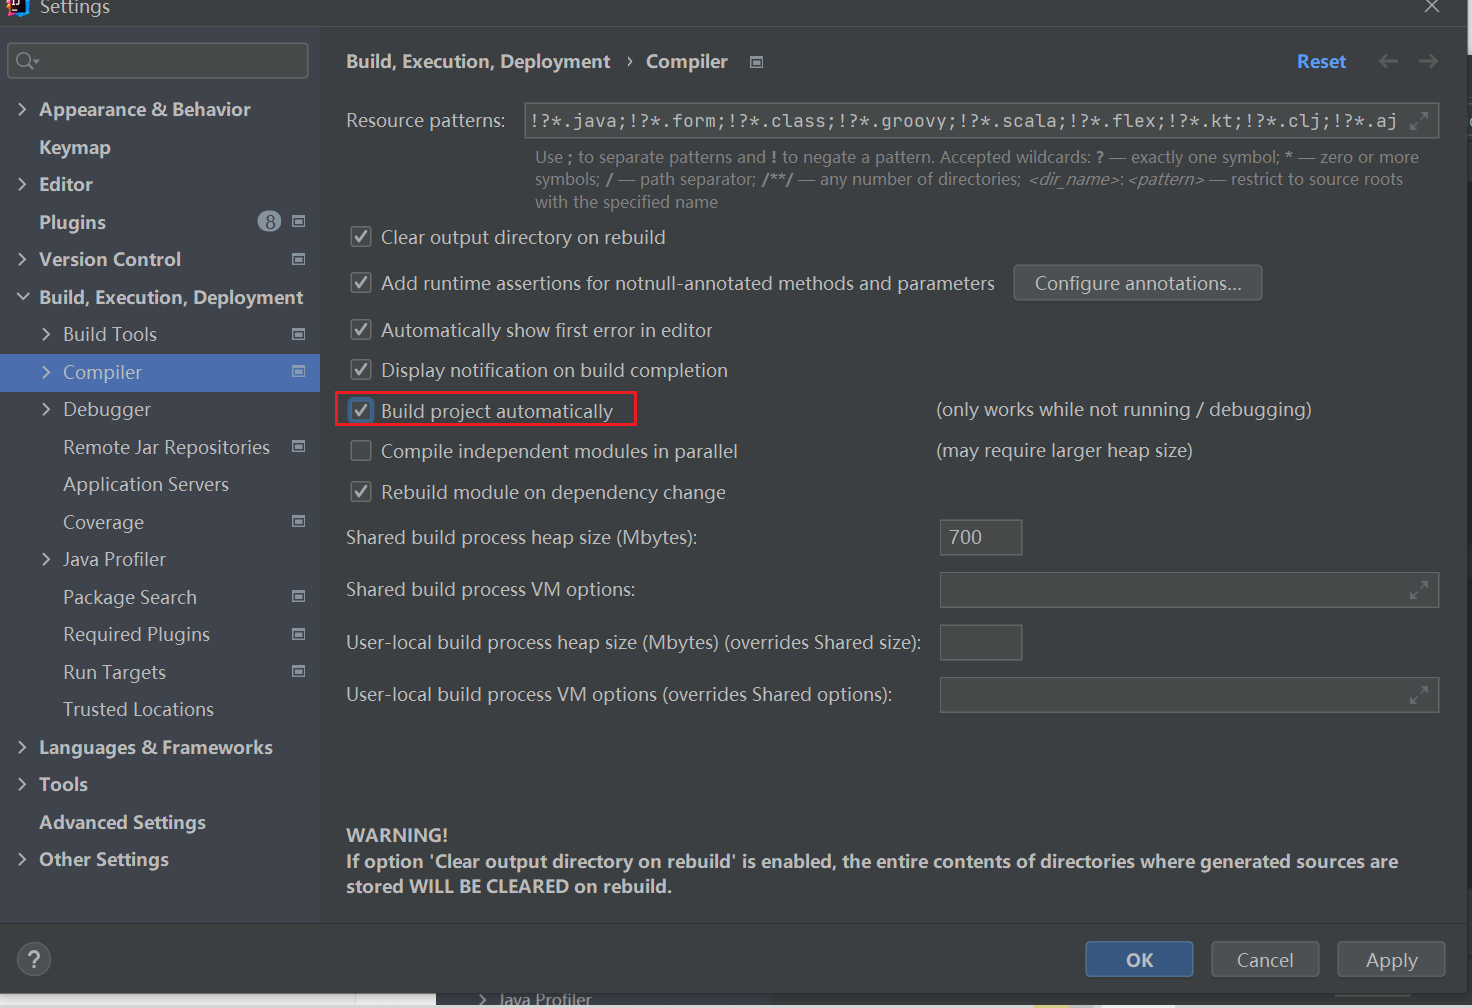 Settings
Appearance & Behavior
Keymap
Editor
Plugins 8
Version Control
Build, Execution, Deployment
Build Tools
Compiler
Debugger
Remote Jar Repositories
Application Servers
Coverage
Java Profiler
Package Search
Required Plugins
Run Targets
Trusted Locations
Languages & Frameworks
Tools
Advanced Settings
Other Settings
Build, Execution, Deployment › Compiler
Reset
Resource patterns: !?*.java;!?*.form;!?*.class;!?*.groovy;!?*.scala;!?*.flex;!?*.kt;!?*.clj;!?*.aj
Use ; to separate patterns and ! to negate a pattern. Accepted wildcards: ? — exactly one symbol; * — zero or more
symbols; / — path separator; /**/ — any number of directories; <dir_name>:<pattern> — restrict to source roots
with the specified name
Clear output directory on rebuild
Add runtime assertions for notnull-annotated methods and parameters Configure annotations...
Automatically show first error in editor
Display notification on build completion
Build project automatically (only works while not running / debugging)
Compile independent modules in parallel (may require larger heap size)
Rebuild module on dependency change
Shared build process heap size (Mbytes): 700
Shared build process VM options:
User-local build process heap size (Mbytes) (overrides Shared size):
User-local build process VM options (overrides Shared options):
WARNING!
If option 'Clear output directory on rebuild' is enabled, the entire contents of directories where generated sources are
stored WILL BE CLEARED on rebuild.
? OK Cancel Apply
Java Profiler